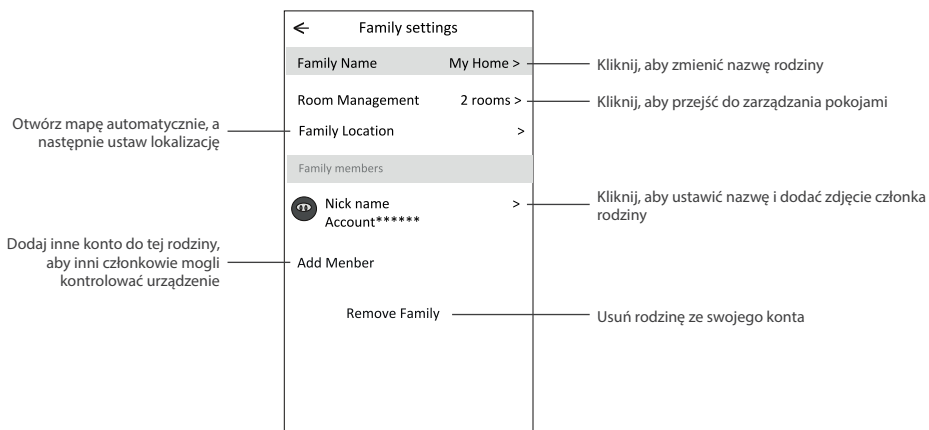 Family settings
Family Name My Home >
Kliknij, aby zmienić nazwę rodziny
Room Management 2 rooms >
Kliknij, aby przejść do zarządzania pokojami
Otwórz mapę automatycznie, a
następnie ustaw lokalizację
Family Location >
Family members
Nick name >
Account******
Kliknij, aby ustawić nazwę i dodać zdjęcie członka
rodziny
Dodaj inne konto do tej rodziny,
aby inni członkowie mogli
kontrolować urządzenie
Add Menber
Remove Family
Usuń rodzinę ze swojego konta